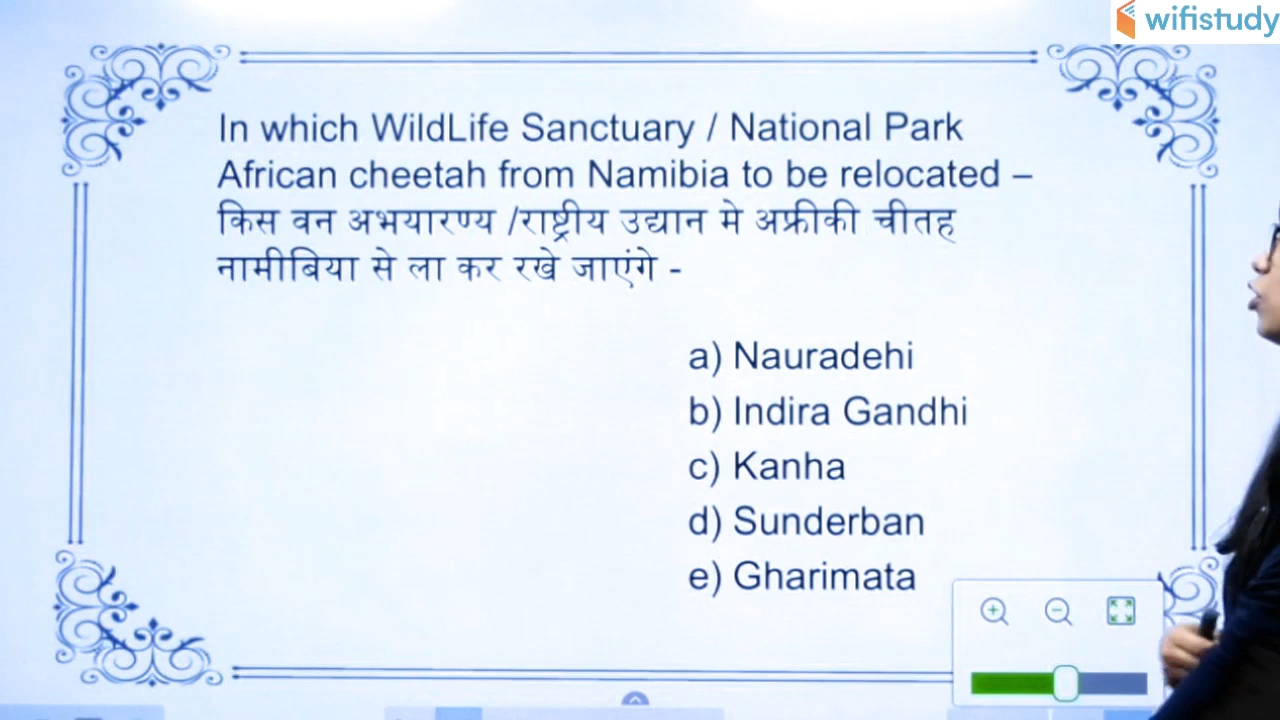 wifistudy
In which WildLife Sanctuary / National Park
African cheetah from Namibia to be relocated –
किस वन अभयारण्य /राष्ट्रीय उद्यान मे अफ्रीकी चीतह
नामीबिया से ला कर रखे जाएंगे -
a) Nauradehi
b) Indira Gandhi
c) Kanha
d) Sunderban
e) Gharimata